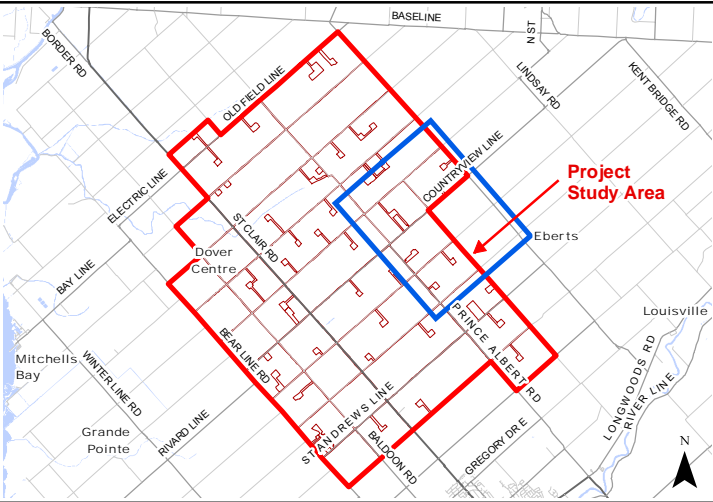 BASELINE
N ST
BORDER RD
LINDSAY RD
KENT BRIDGE RD
OLD FIELD LINE
COUNTRYVIEW LINE
Project
Study Area
ELECTRIC LINE
ST CLAIR RD
Eberts
Dover
Centre
BAY LINE
PRINCE ALBERT RD
Louisville
BEAR LINE RD
Mitchells
Bay
WINTER LINE RD
LONGWOODS RD
RIVER LINE
ST ANDREWS LINE
RIVARD LINE
Grande
Pointe
BALDOON RD
GREGORY DR E
N